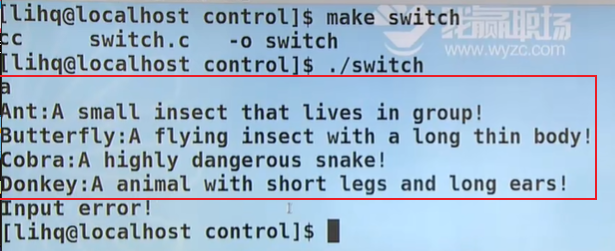 [lihq@localhost control]$ make switch
cc     switch.c   -o switch
[lihq@localhost control]$ ./switch
a
Ant:A small insect that lives in group!
Butterfly:A flying insect with a long thin body!
Cobra:A highly dangerous snake!
Donkey:A animal with short legs and long ears!
Input error!
[lihq@localhost control]$
我赢职场
www.wyzc.com